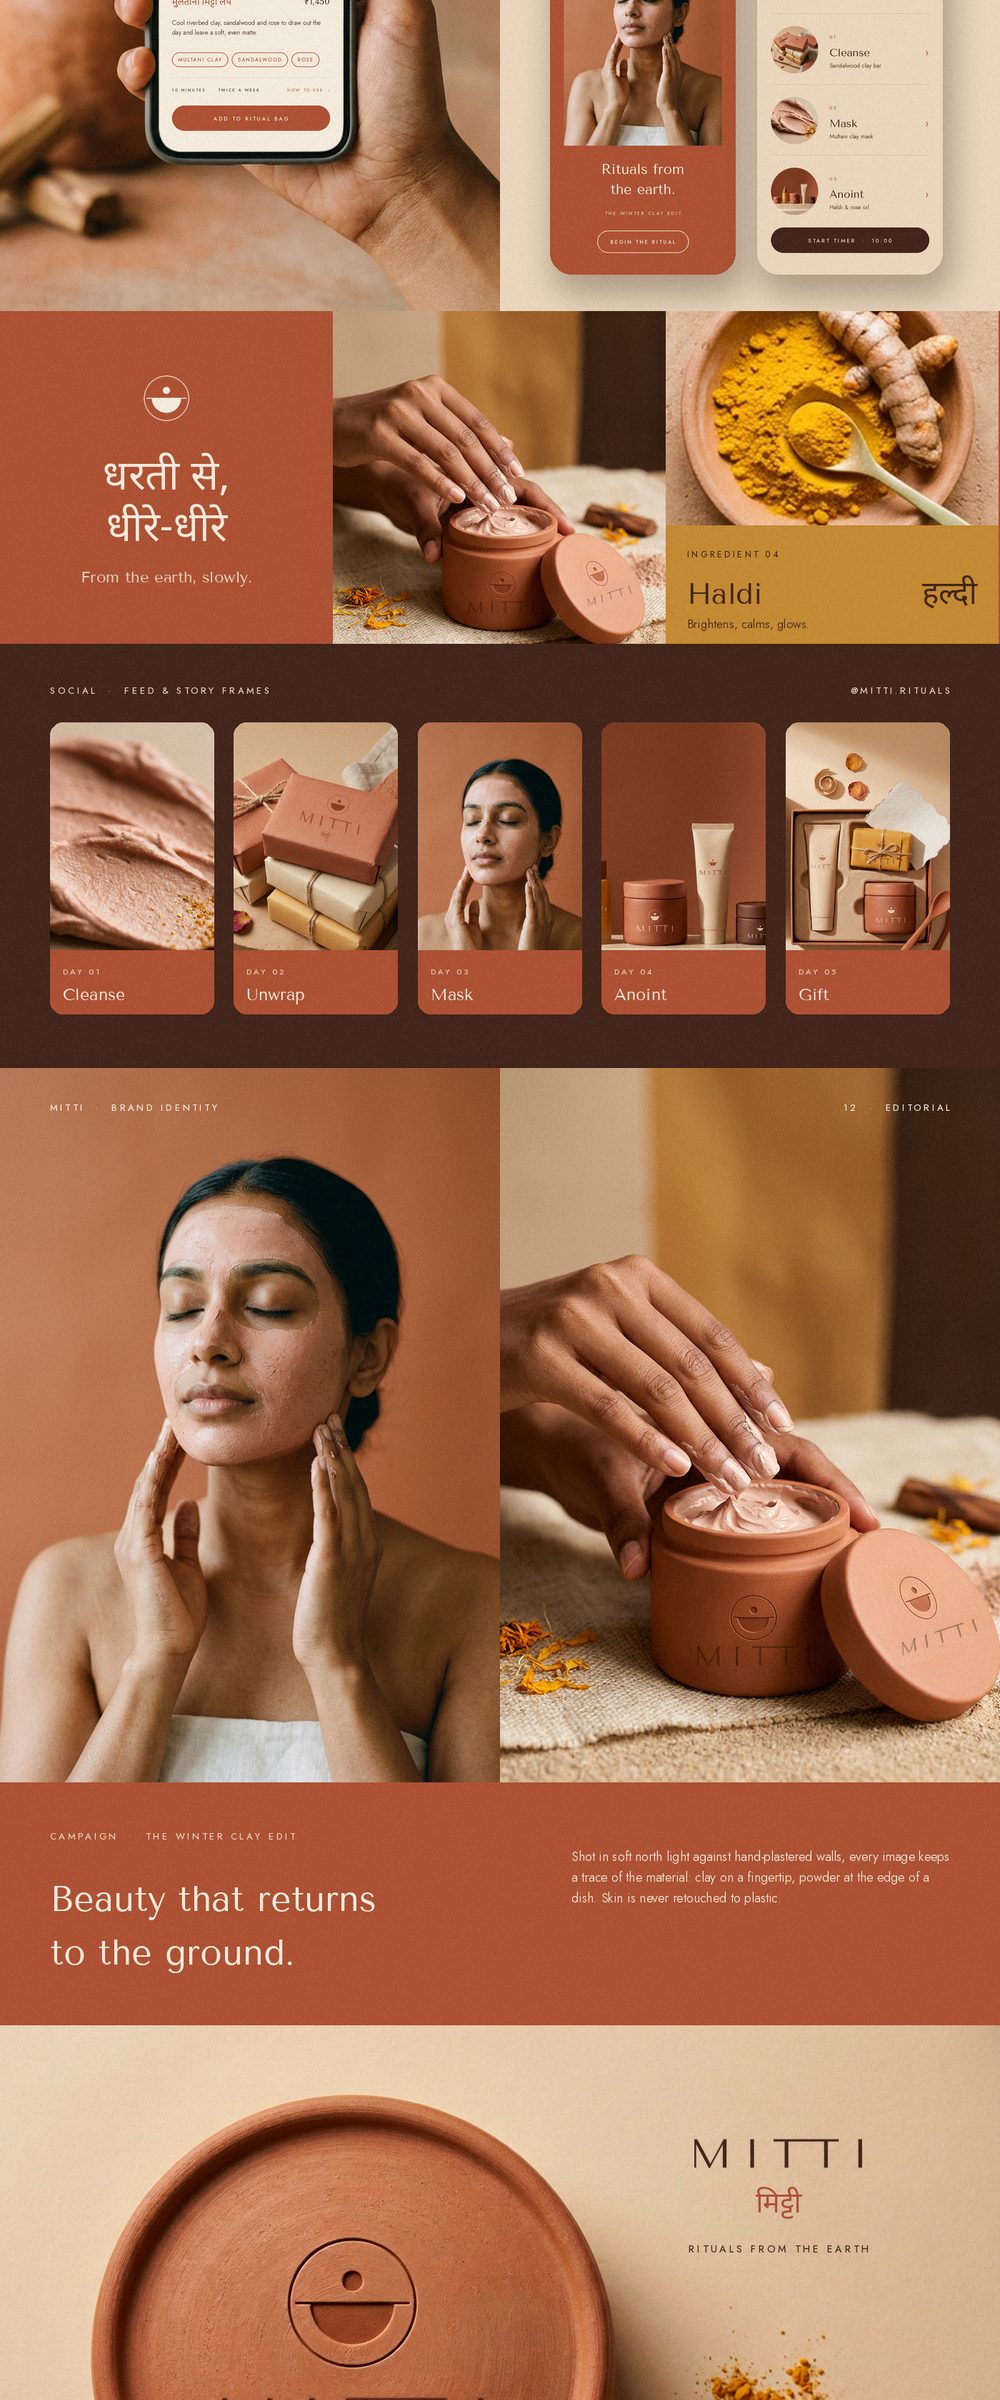 मुलतानी मिट्टी लेप
₹1,450
Cool riverbed clay, sandalwood and rose to draw out the
day and leave a soft, even matte.
MULTANI CLAY
SANDALWOOD
ROSE
10 MINUTES
TWICE A WEEK
HOW TO USE
ADD TO RITUAL BAG
Rituals from
the earth.
THE WINTER CLAY EDIT
BEGIN THE RITUAL
01
Cleanse
Sandalwood clay bar
02
Mask
Multani clay mask
03
Anoint
Haldi & rose oil
START TIMER · 10:00
धरती से,
धीरे-धीरे
From the earth, slowly.
MITTI
MITTI
INGREDIENT 04
Haldi
हल्दी
Brightens, calms, glows.
SOCIAL · FEED & STORY FRAMES
@MITTI.RITUALS
MITTI
MITTI
MITTI
MITTI
DAY 01
Cleanse
DAY 02
Unwrap
DAY 03
Mask
DAY 04
Anoint
DAY 05
Gift
MITTI · BRAND IDENTITY
12 · EDITORIAL
MITTI
MITTI
CAMPAIGN · THE WINTER CLAY EDIT
Beauty that returns
to the ground.
Shot in soft north light against hand-plastered walls, every image keeps
a trace of the material: clay on a fingertip, powder at the edge of a
dish. Skin is never retouched to plastic.
MITTI
मिट्टी
RITUALS FROM THE EARTH